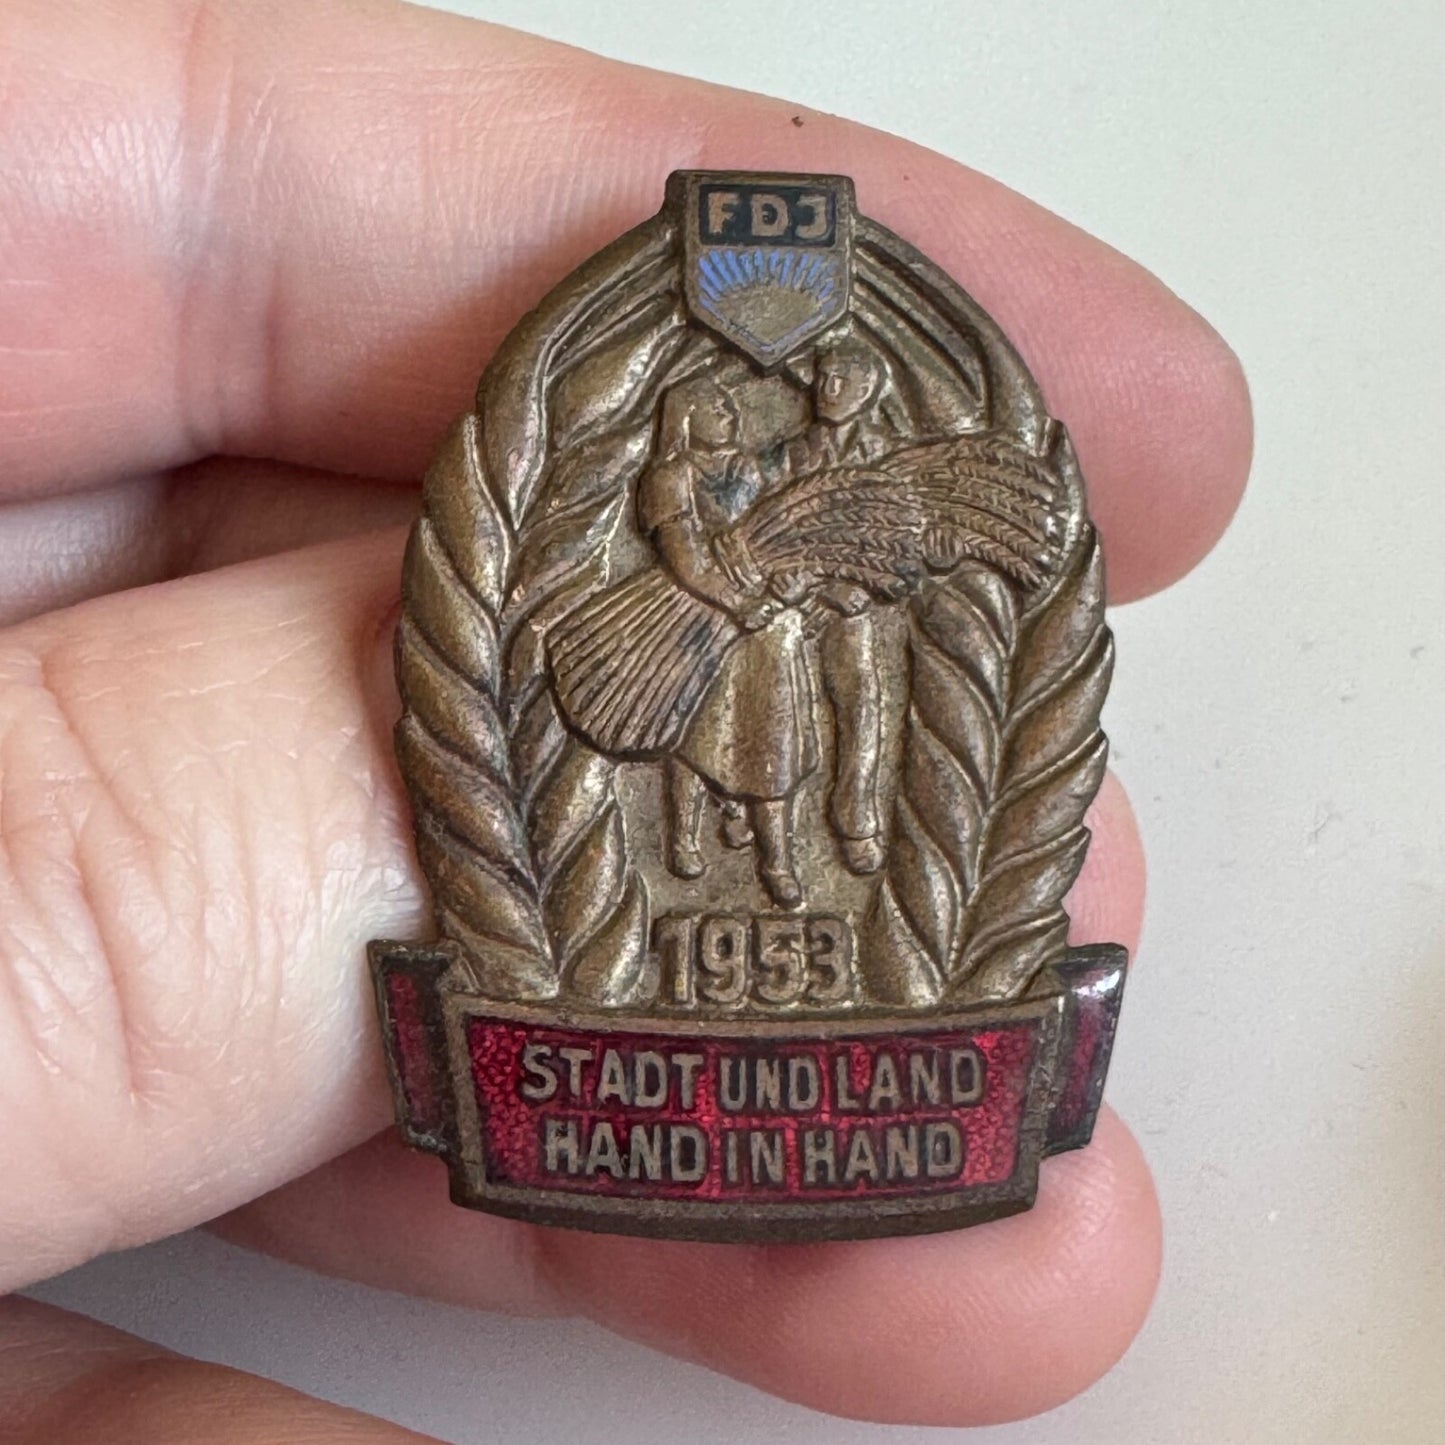 FDJ
1953
STADT UND LAND
HAND IN HAND